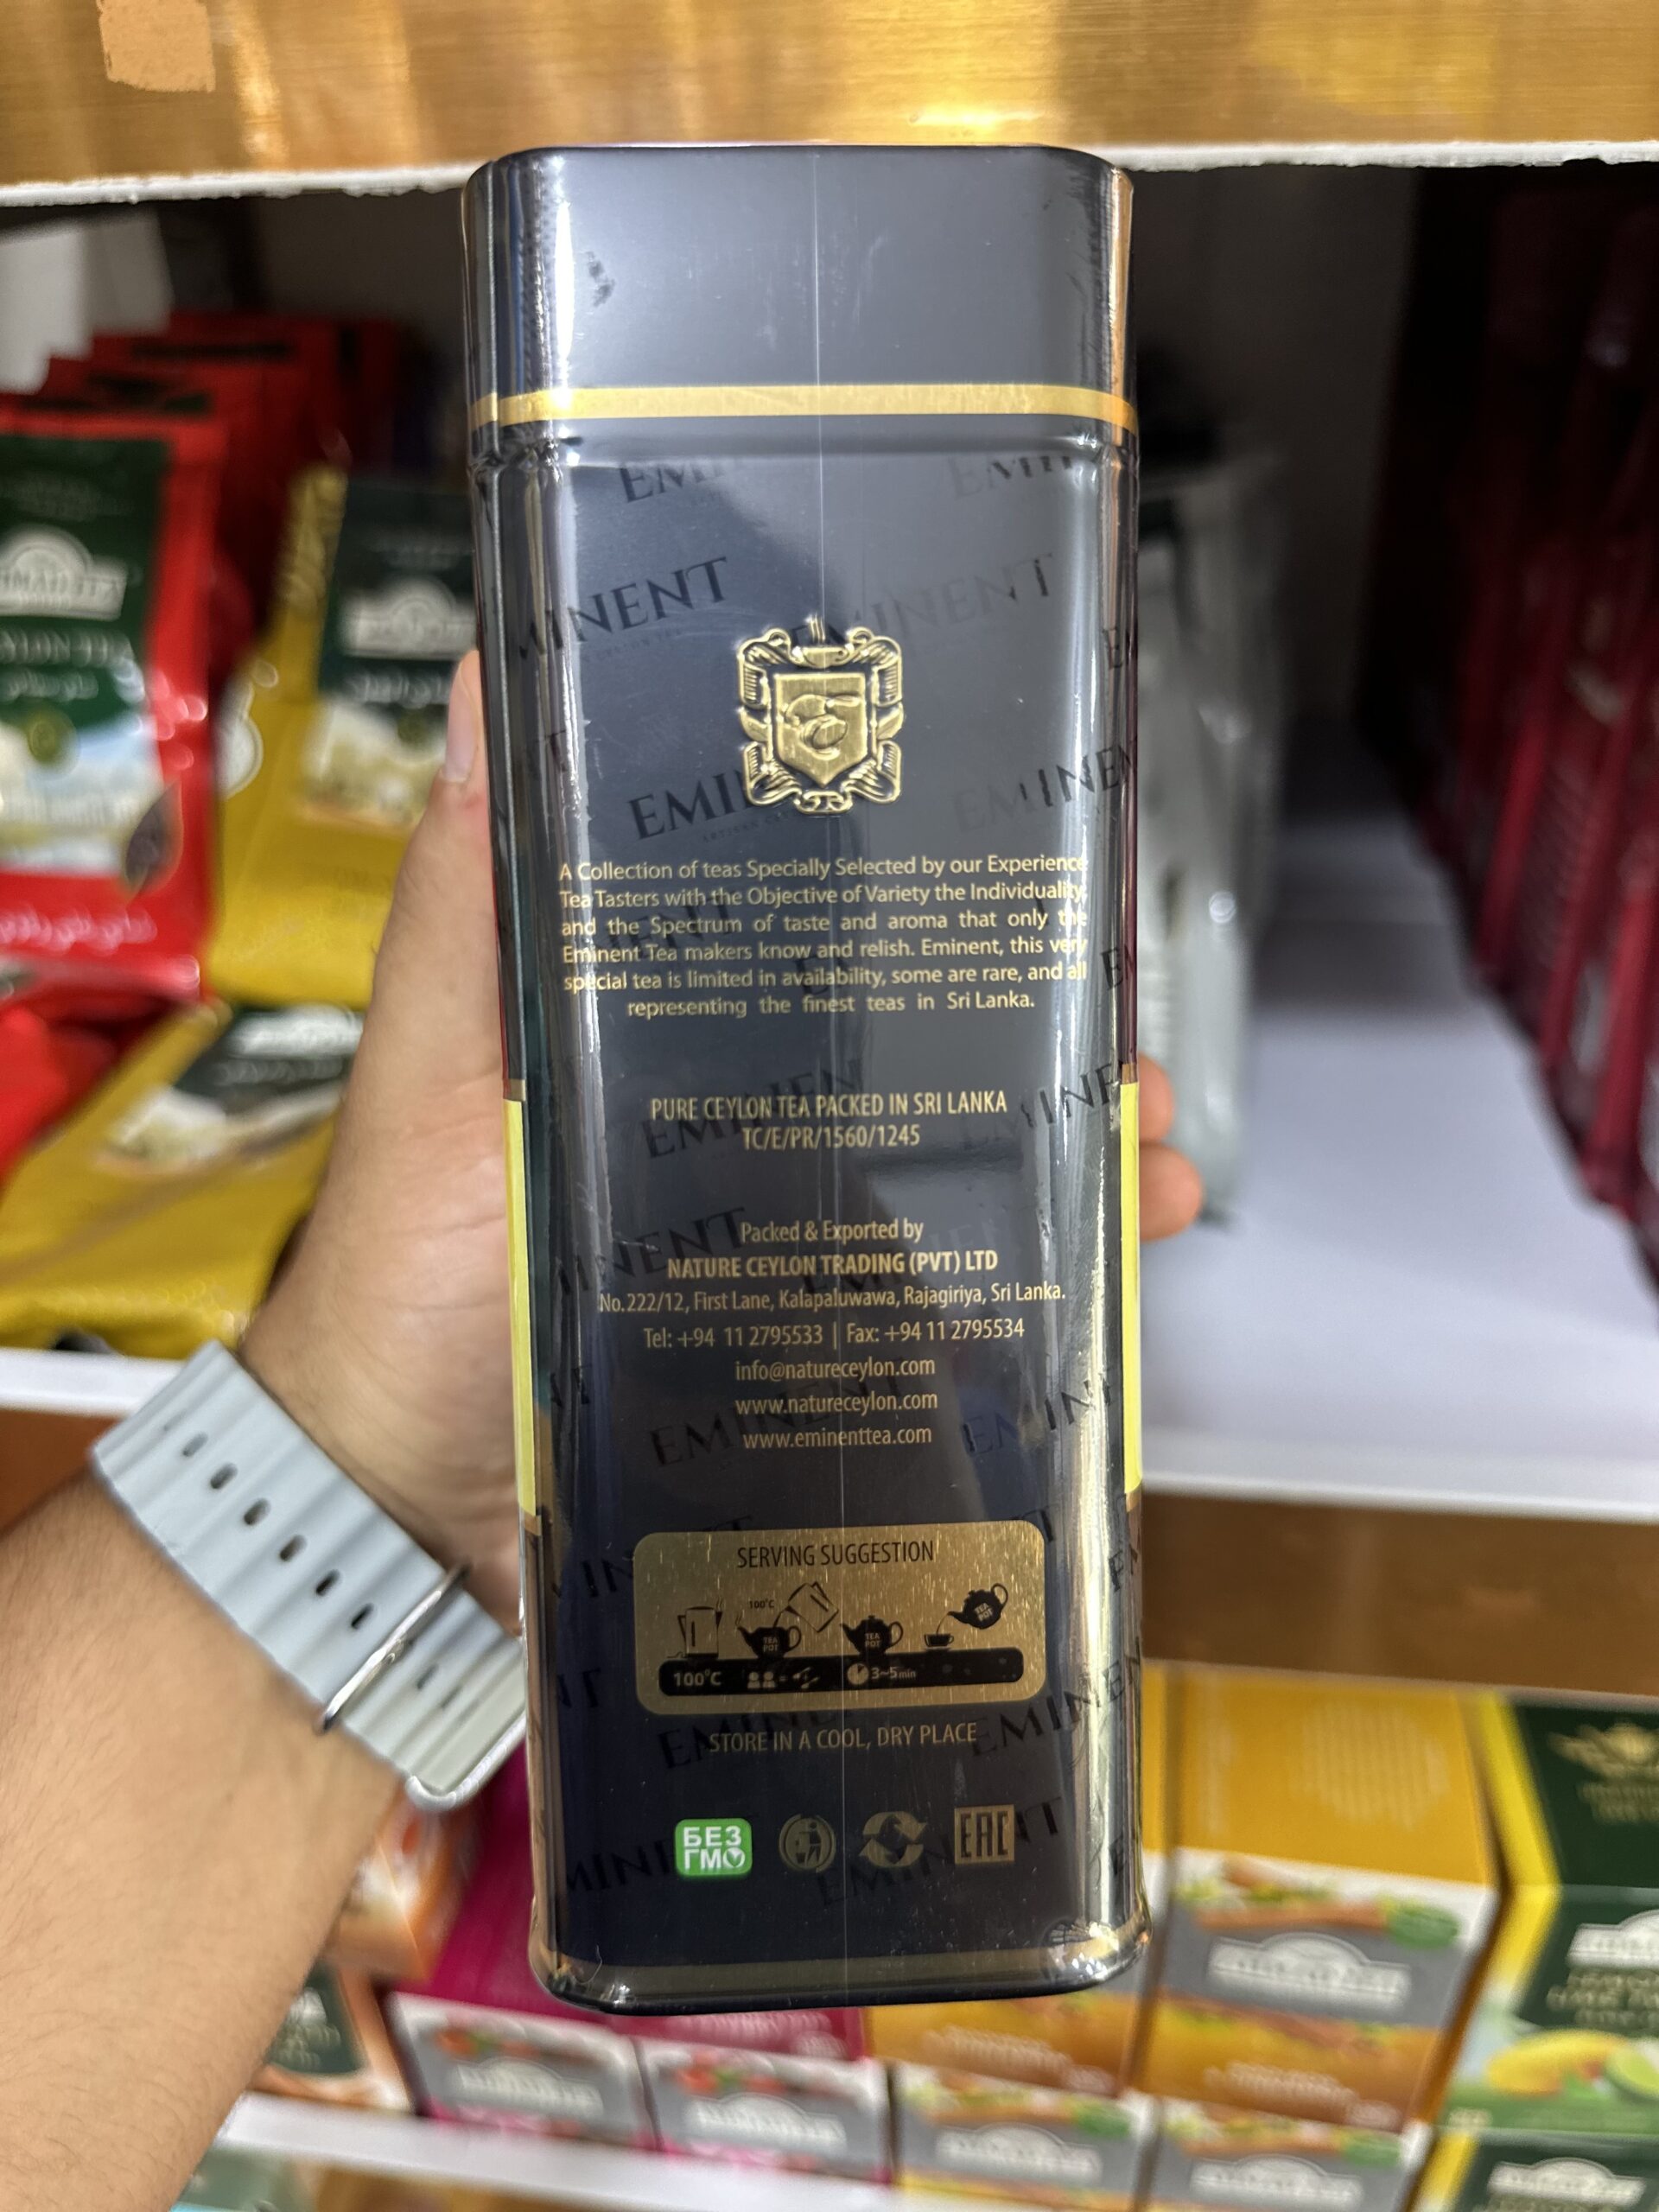 EMINENT
A Collection of teas Specially Selected by our Experience
Tea Tasters with the Objective of Variety the Individuality,
and the Spectrum of taste and aroma that only the
Eminent Tea makers know and relish. Eminent, this very
special tea is limited in availability, some are rare, and all
representing the finest teas in Sri Lanka.
PURE CEYLON TEA PACKED IN SRI LANKA
TC/E/PR/1560/1245
Packed & Exported by
NATURE CEYLON TRADING (PVT) LTD
No.222/12, First Lane, Kalapaluwawa, Rajagiriya, Sri Lanka.
Tel: +94 11 2795533 | Fax: +94 11 2795534
info@natureceylon.com
www.natureceylon.com
www.eminenttea.com
SERVING SUGGESTION
100°C
TEA POT TEA POT TEA POT
100°C 3~5 min
STORE IN A COOL, DRY PLACE
БЕЗ
ГМО
EAC